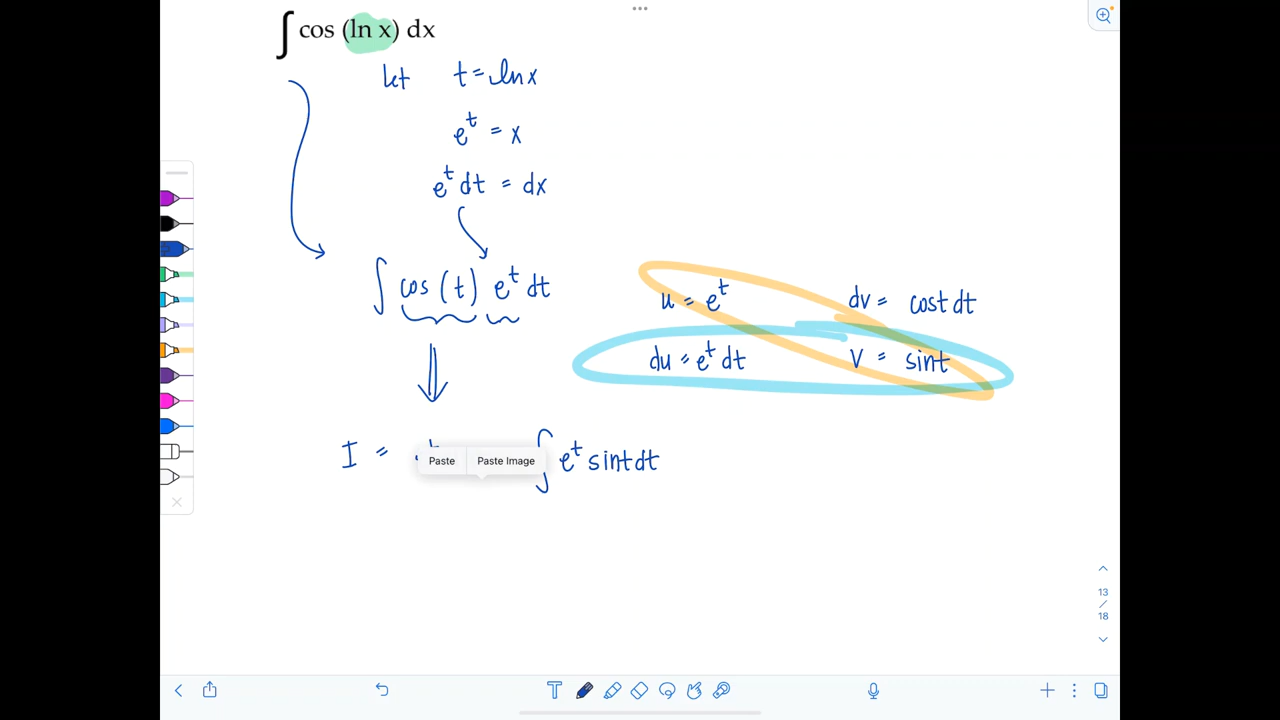 ∫ cos (ln x) dx
let t = ln x
e^t = x
e^t dt = dx
∫ cos (t) e^t dt
u = e^t dv = cost dt
du = e^t dt v = sint
I = ∫ e^t sint dt
Paste Paste Image
13
/
18
T